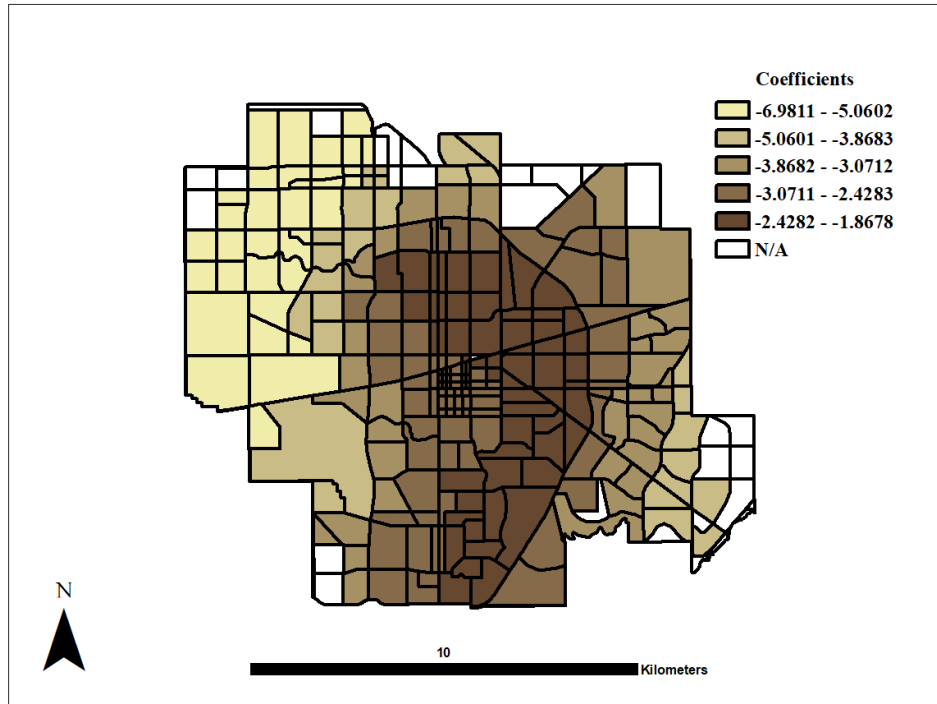 Coefficients
-6.9811 - -5.0602
-5.0601 - -3.8683
-3.8682 - -3.0712
-3.0711 - -2.4283
-2.4282 - -1.8678
N/A
N
10
Kilometers